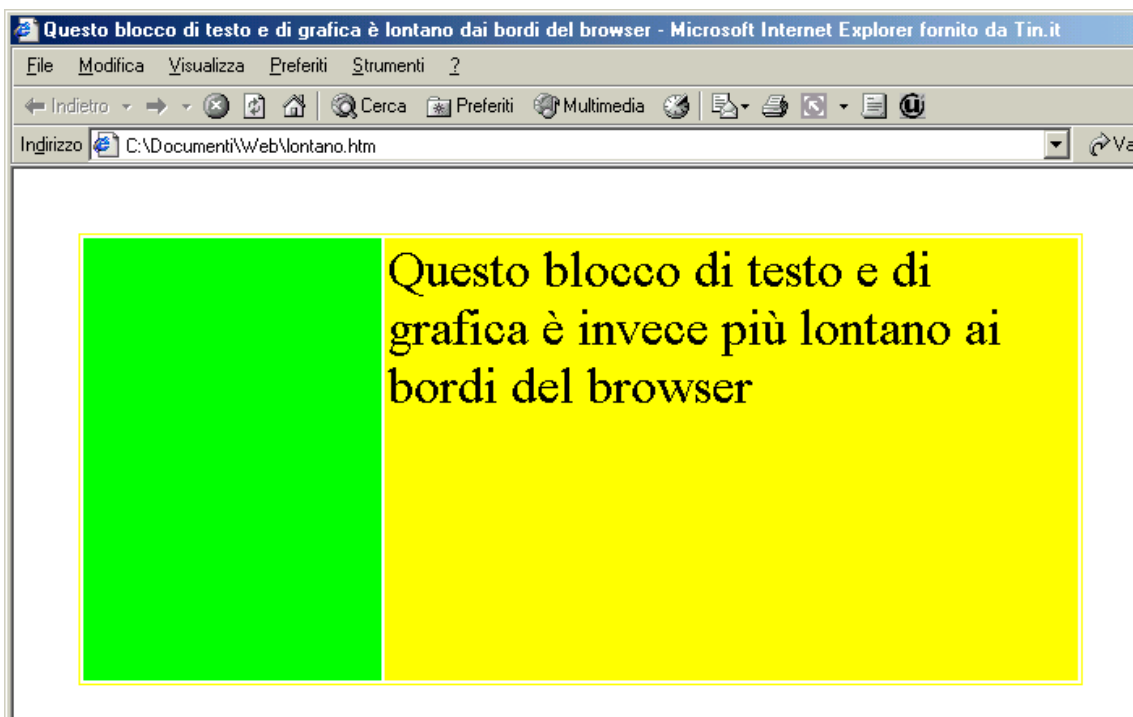 Questo blocco di testo e di grafica è lontano dai bordi del browser - Microsoft Internet Explorer fornito da Tin.it
File Modifica Visualizza Preferiti Strumenti ?
Indietro Cerca Preferiti Multimedia
Indirizzo C:\Documenti\Web\lontano.htm Va
Questo blocco di testo e di
grafica è invece più lontano ai
bordi del browser